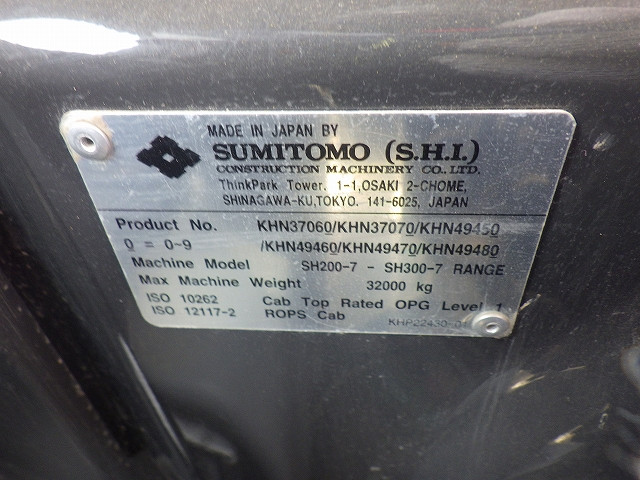 MADE IN JAPAN BY
SUMITOMO (S.H.I.)
CONSTRUCTION MACHINERY CO., LTD.
ThinkPark Tower. 1-1,OSAKI 2-CHOME,
SHINAGAWA-KU,TOKYO. 141-6025, JAPAN
Product No. KHN37060/KHN37070/KHN49450
0 = 0-9 /KHN49460/KHN49470/KHN49480
Machine Model SH200-7 - SH300-7 RANGE
Max Machine Weight 32000 kg
ISO 10262 Cab Top Rated OPG Level 1
ISO 12117-2 ROPS Cab